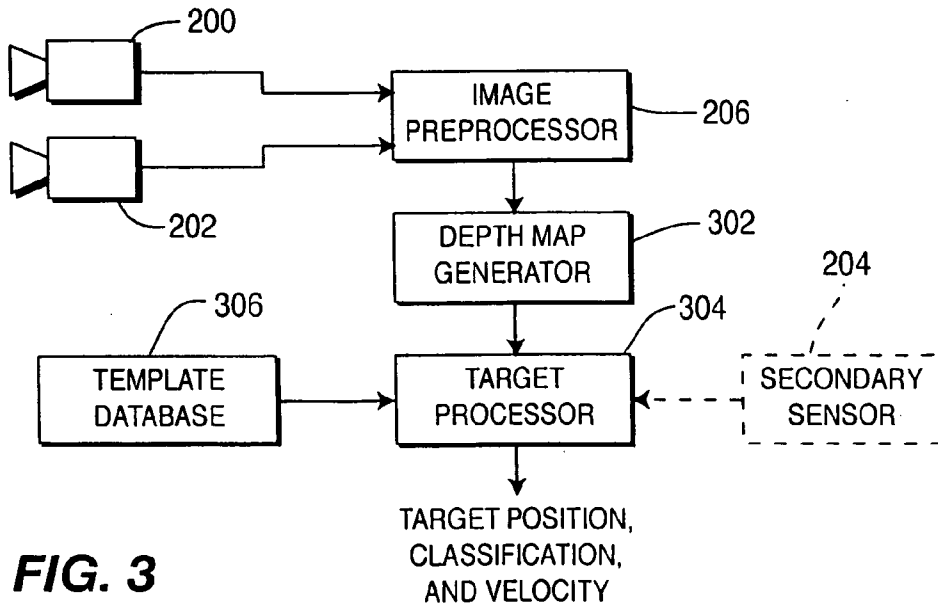 200
IMAGE
PREPROCESSOR
206
202
DEPTH MAP
GENERATOR
302
204
306
304
TEMPLATE
DATABASE
TARGET
PROCESSOR
SECONDARY
SENSOR
TARGET POSITION,
CLASSIFICATION,
AND VELOCITY
FIG. 3